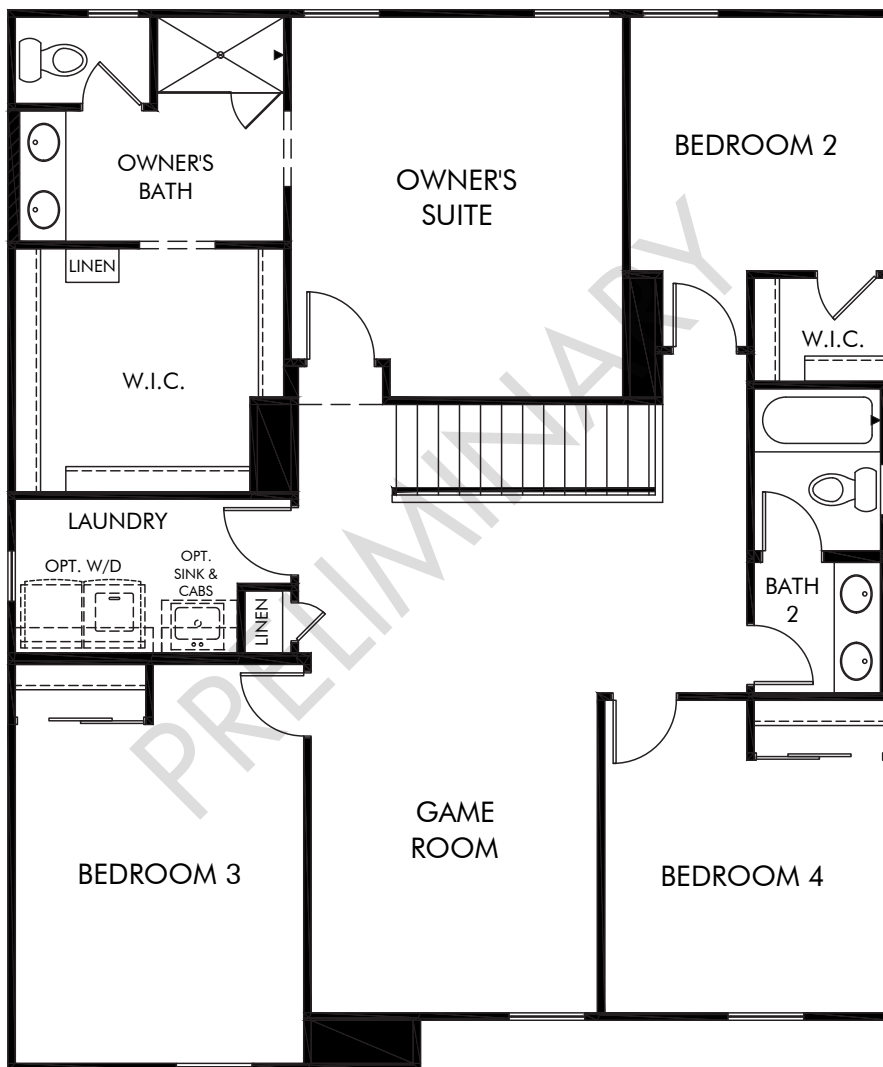 OWNER'S
BATH
OWNER'S
SUITE
BEDROOM 2
LINEN
W.I.C.
W.I.C.
LAUNDRY
OPT. W/D
OPT.
SINK &
CABS
LINEN
BATH
2
PRELIMINARY
GAME
ROOM
BEDROOM 3
BEDROOM 4